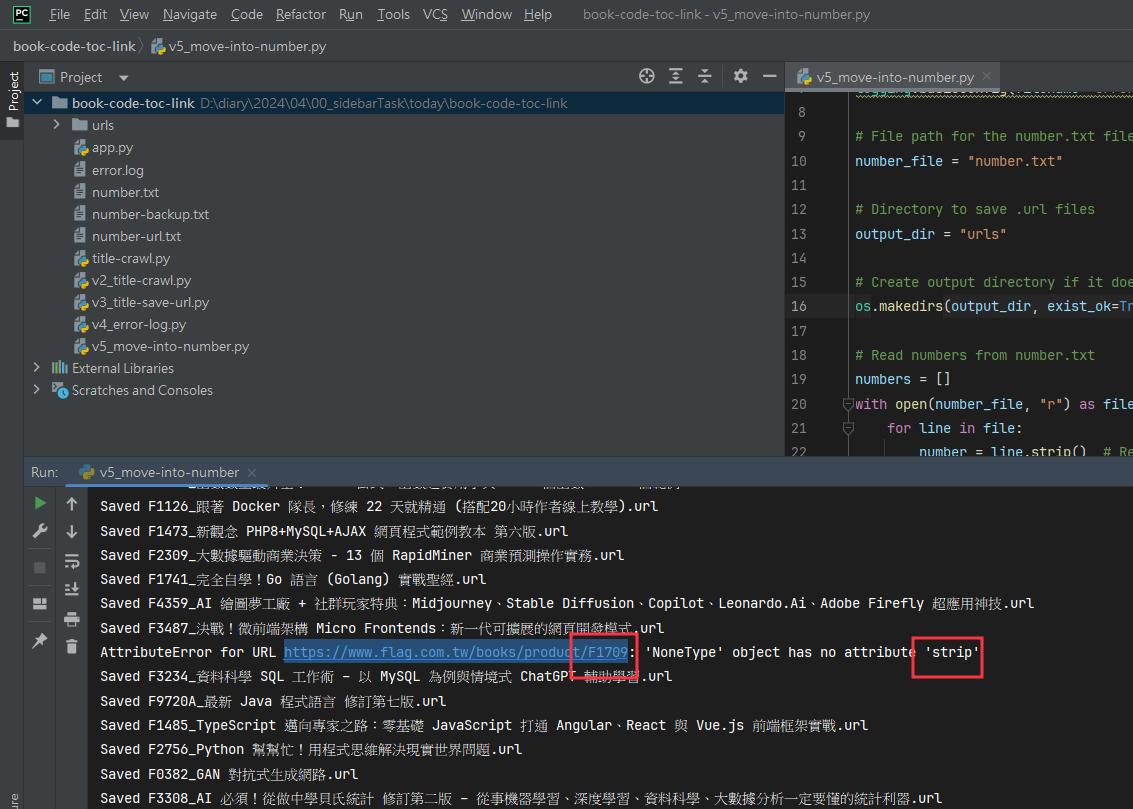 PC File Edit View Navigate Code Refactor Run Tools VCS Window Help book-code-toc-link - v5_move-into-number.py
book-code-toc-link v5_move-into-number.py
Project
Project
v5_move-into-number.py
book-code-toc-link D:\diary\2024\04\00_sidebarTask\today\book-code-toc-link
urls
app.py
error.log
number.txt
number-backup.txt
number-url.txt
title-crawl.py
v2_title-crawl.py
v3_title-save-url.py
v4_error-log.py
v5_move-into-number.py
External Libraries
Scratches and Consoles
8
9 # File path for the number.txt file
10 number_file = "number.txt"
11
12 # Directory to save .url files
13 output_dir = "urls"
14
15 # Create output directory if it doe
16 os.makedirs(output_dir, exist_ok=Tr
17
18 # Read numbers from number.txt
19 numbers = []
20 with open(number_file, "r") as file
21 for line in file:
22 number = line.strip() # Re
Run: v5_move-into-number
Saved F1126_跟著 Docker 隊長，修練 22 天就精通 (搭配20小時作者線上教學).url
Saved F1473_新觀念 PHP8+MySQL+AJAX 網頁程式範例教本 第六版.url
Saved F2309_大數據驅動商業決策 - 13 個 RapidMiner 商業預測操作實務.url
Saved F1741_完全自學！Go 語言 (Golang) 實戰聖經.url
Saved F4359_AI 繪圖夢工廠 + 社群玩家特典：Midjourney、Stable Diffusion、Copilot、Leonardo.Ai、Adobe Firefly 超應用神技.url
Saved F3487_決戰！微前端架構 Micro Frontends：新一代可擴展的網頁開發模式.url
AttributeError for URL https://www.flag.com.tw/books/product/F1709: 'NoneType' object has no attribute 'strip'
Saved F3234_資料科學 SQL 工作術 – 以 MySQL 為例與情境式 ChatGPT 輔助學習.url
Saved F9720A_最新 Java 程式語言 修訂第七版.url
Saved F1485_TypeScript 邁向專家之路：零基礎 JavaScript 打通 Angular、React 與 Vue.js 前端框架實戰.url
Saved F2756_Python 幫幫忙！用程式思維解決現實世界問題.url
Saved F0382_GAN 對抗式生成網路.url
Saved F3308_AI 必須！從做中學貝氏統計 修訂第二版 – 從事機器學習、深度學習、資料科學、大數據分析一定要懂的統計利器.url